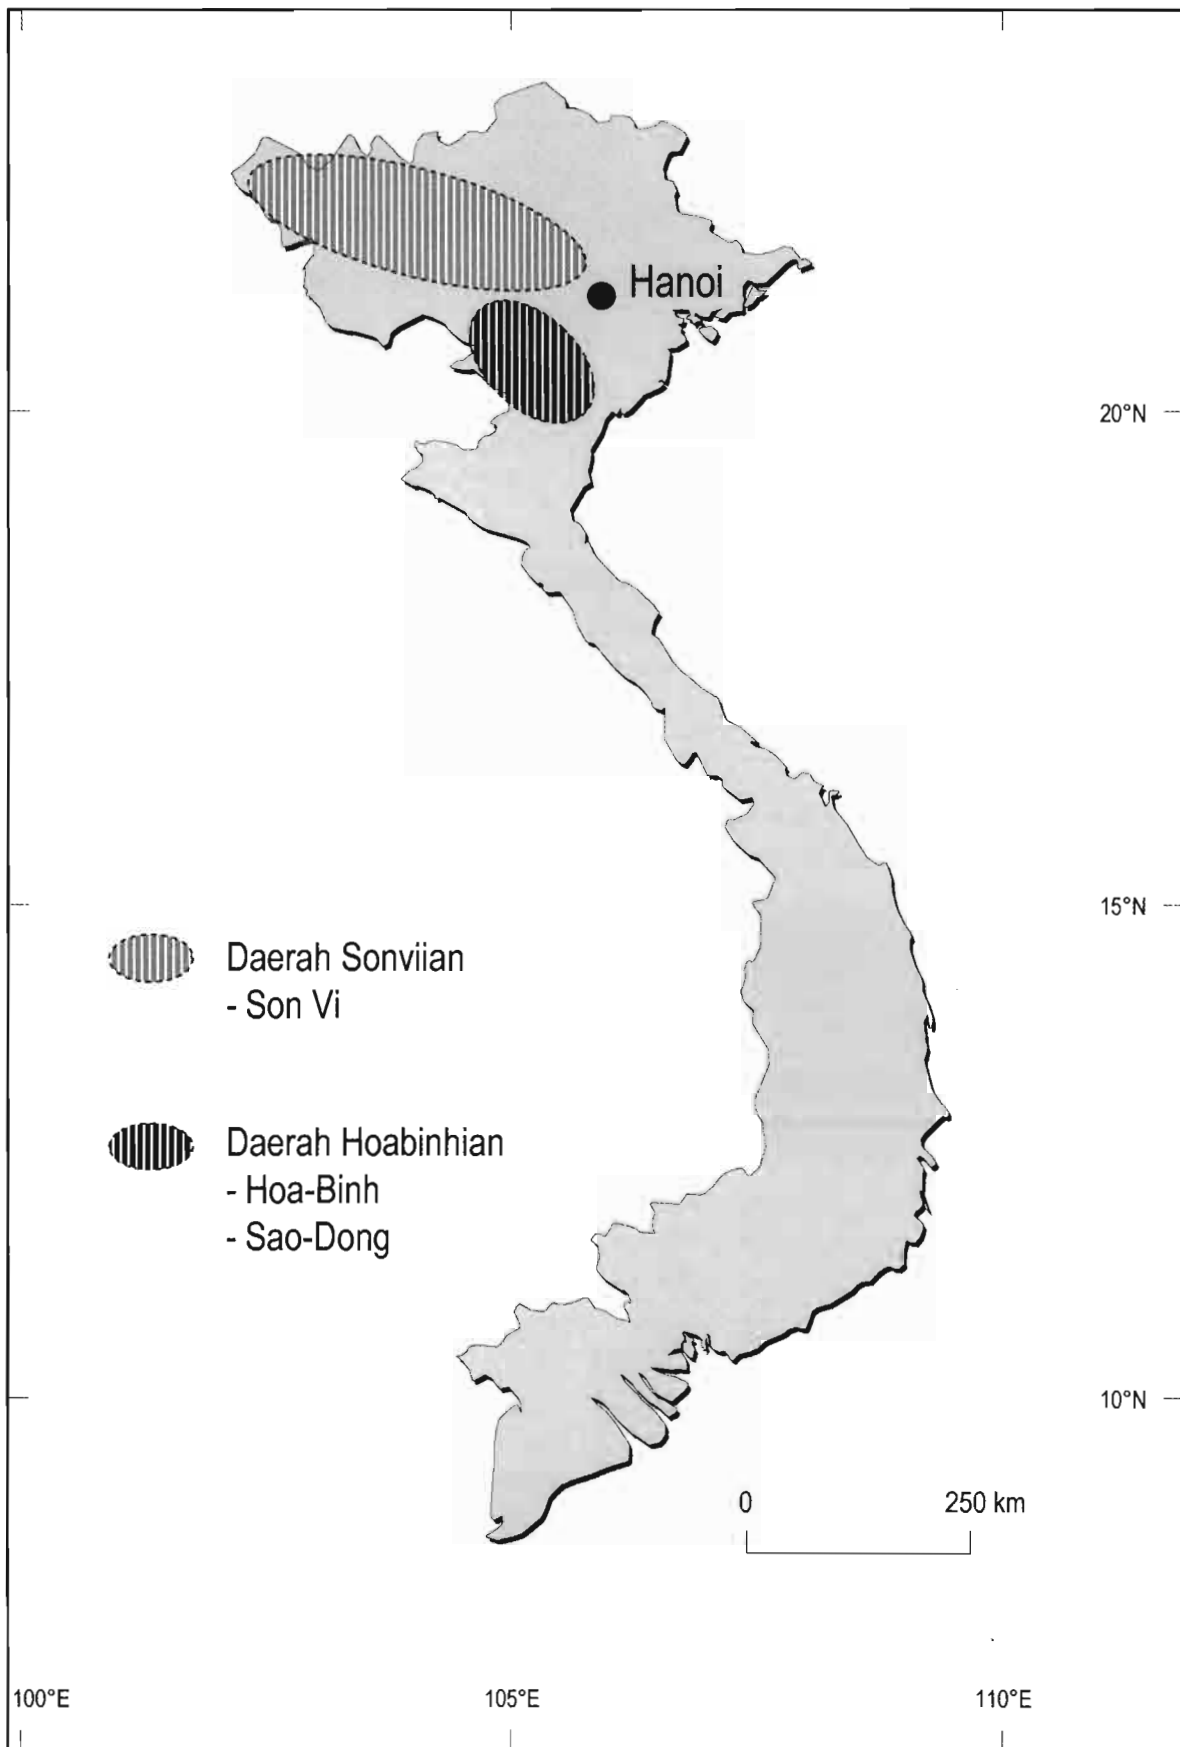 Hanoi
20°N
15°N
Daerah Sonviian
- Son Vi
Daerah Hoabinhian
- Hoa-Binh
- Sao-Dong
10°N
0
250 km
100°E
105°E
110°E